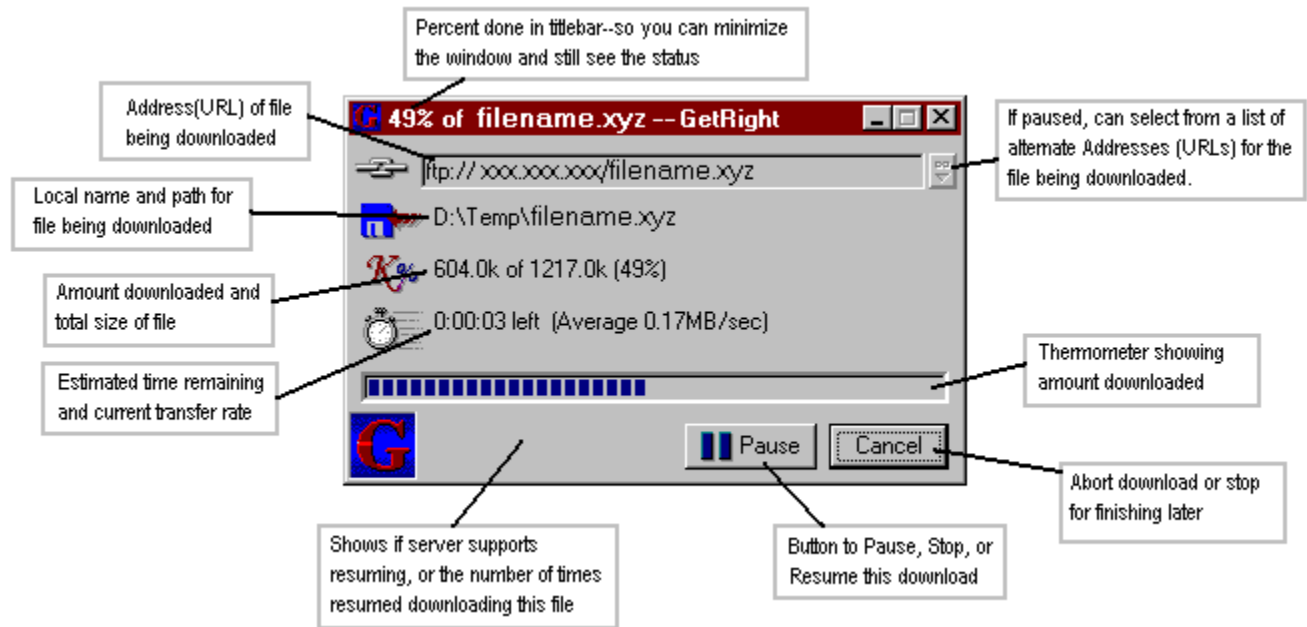 Percent done in titlebar--so you can minimize
the window and still see the status
Address(URL) of file
being downloaded
G 49% of filename.xyz -- GetRight
If paused, can select from a list of
alternate Addresses (URLs) for the
file being downloaded.
ftp:// xxx.xxx.xxx/filename.xyz
Local name and path for
file being downloaded
D:\Temp\filename.xyz
K% 604.0k of 1217.0k (49%)
Amount downloaded and
total size of file
0:00:03 left (Average 0.17MB/sec)
Thermometer showing
amount downloaded
Estimated time remaining
and current transfer rate
G
Pause
Cancel
Abort download or stop
for finishing later
Shows if server supports
resuming, or the number of times
resumed downloading this file
Button to Pause, Stop, or
Resume this download